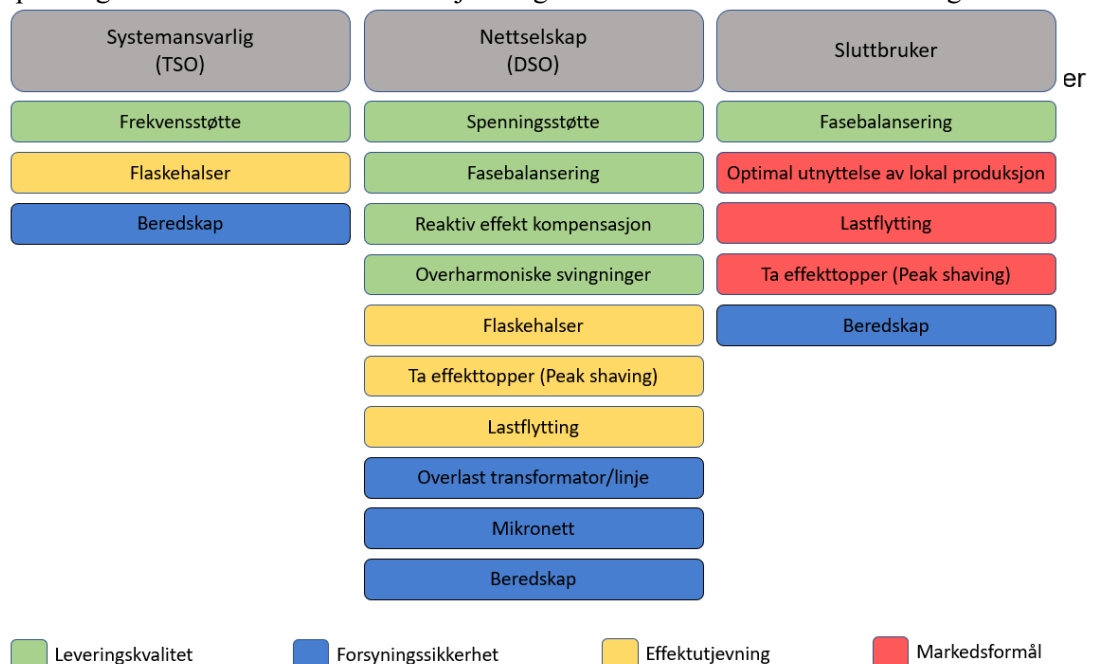 Systemansvarlig
(TSO)
Nettselskap
(DSO)
Sluttbruker
er
Frekvensstøtte
Spenningsstøtte
Fasebalansering
Flaskehalser
Fasebalansering
Optimal utnyttelse av lokal produksjon
Beredskap
Reaktiv effekt kompensasjon
Lastflytting
Overharmoniske svingninger
Ta effekttopper (Peak shaving)
Flaskehalser
Beredskap
Ta effekttopper (Peak shaving)
Lastflytting
Overlast transformator/linje
Mikronett
Beredskap
Leveringskvalitet
Forsyningssikkerhet
Effektutjevning
Markedsformål